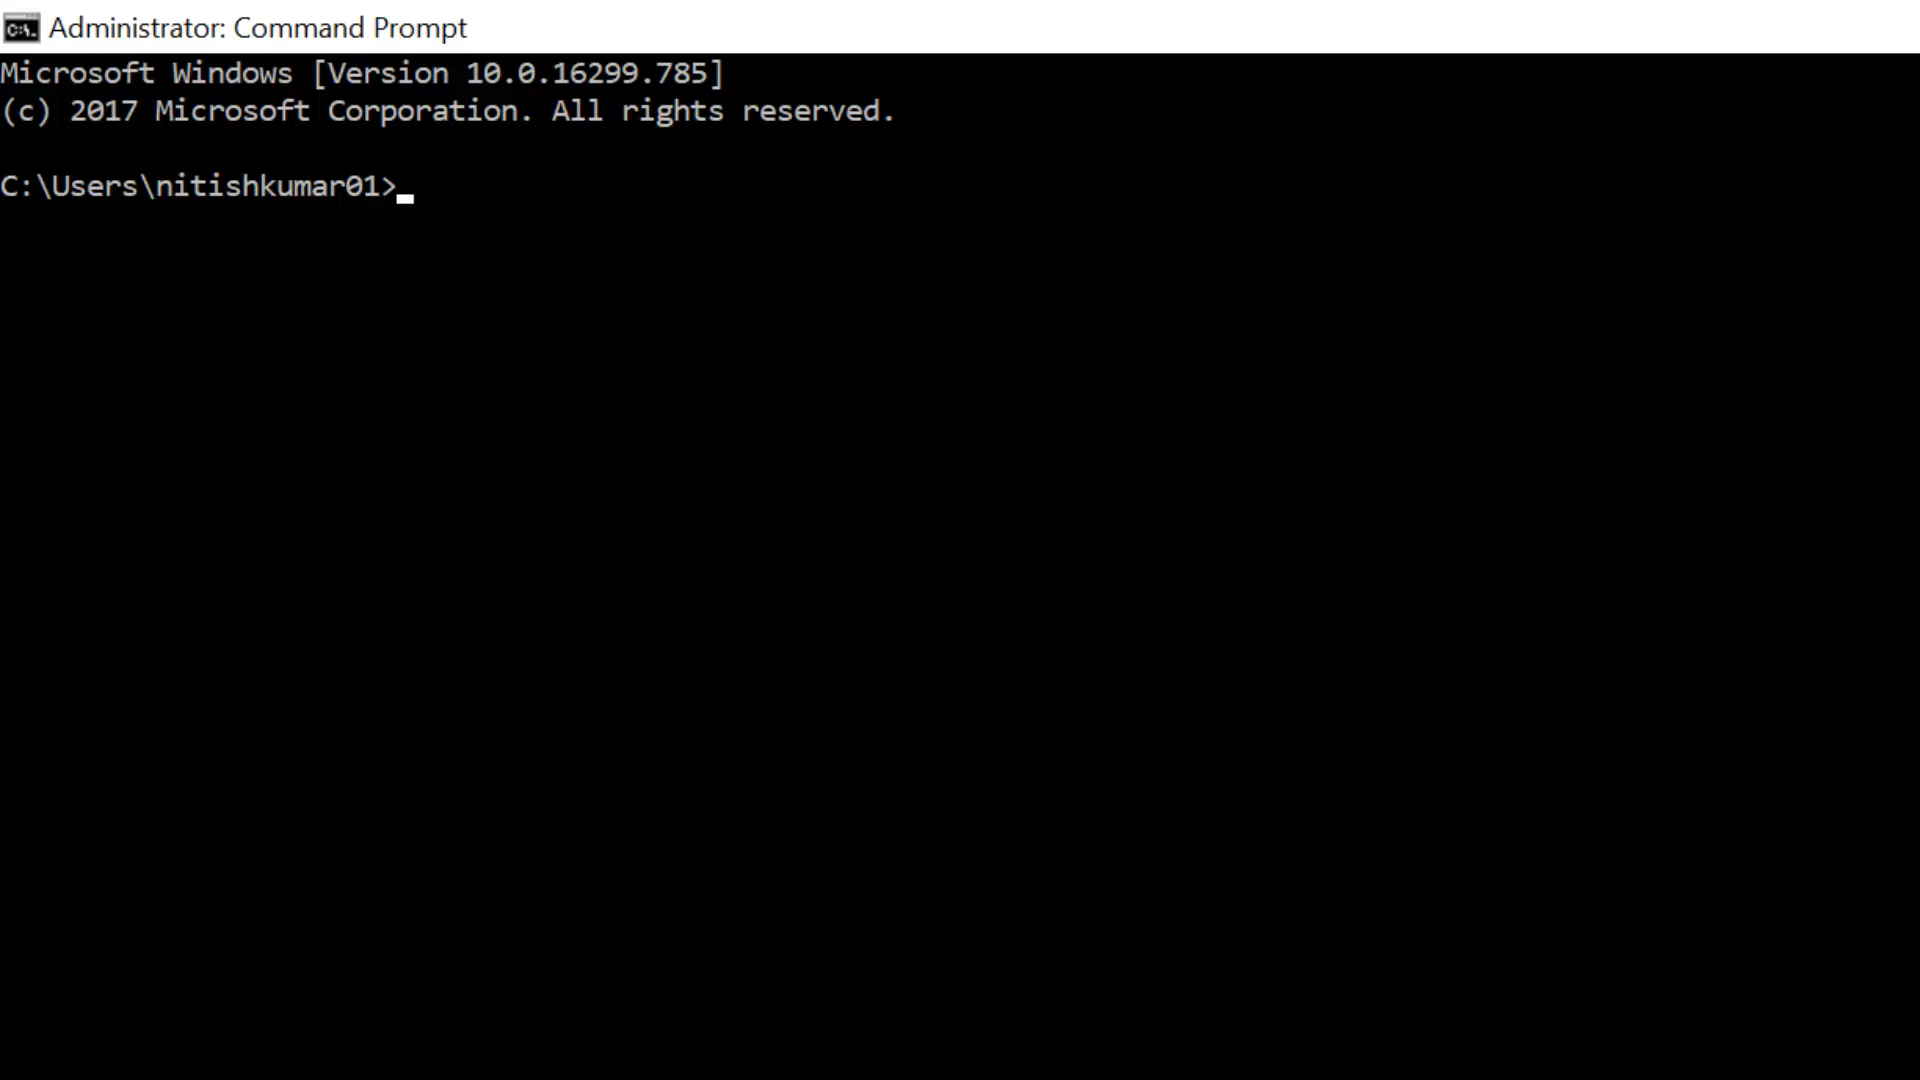 Administrator: Command Prompt
Microsoft Windows [Version 10.0.16299.785]
(c) 2017 Microsoft Corporation. All rights reserved.
C:\Users\nitishkumar01>